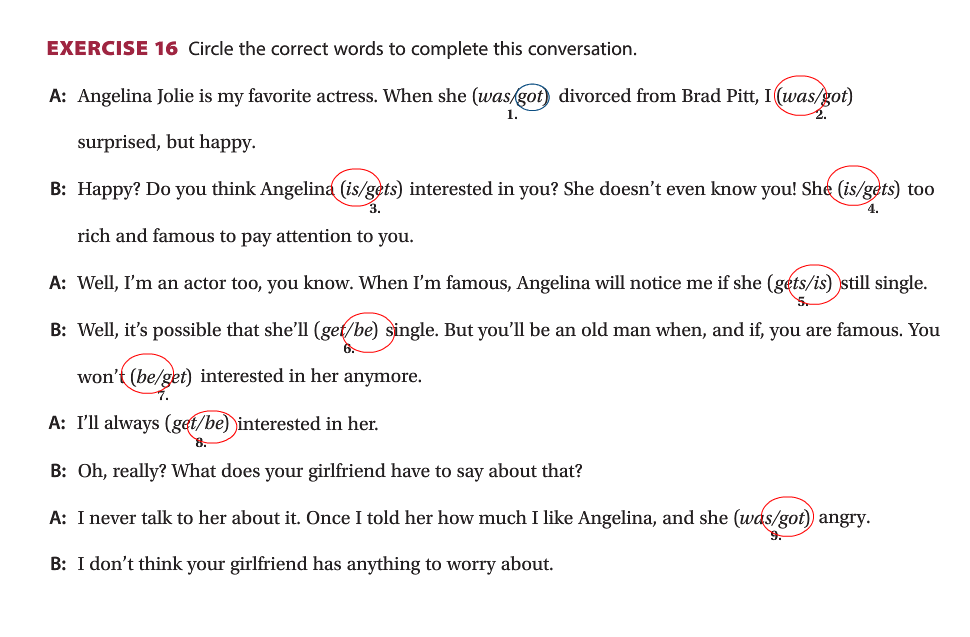 EXERCISE 16 Circle the correct words to complete this conversation.
A: Angelina Jolie is my favorite actress. When she (was/got) divorced from Brad Pitt, I (was/got)
1. 2.
surprised, but happy.
B: Happy? Do you think Angelina (is/gets) interested in you? She doesn't even know you! She (is/gets) too
3. 4.
rich and famous to pay attention to you.
A: Well, I'm an actor too, you know. When I'm famous, Angelina will notice me if she (gets/is) still single.
5.
B: Well, it's possible that she'll (get/be) single. But you'll be an old man when, and if, you are famous. You
6.
won't (be/get) interested in her anymore.
7.
A: I'll always (get/be) interested in her.
8.
B: Oh, really? What does your girlfriend have to say about that?
A: I never talk to her about it. Once I told her how much I like Angelina, and she (was/got) angry.
9.
B: I don't think your girlfriend has anything to worry about.